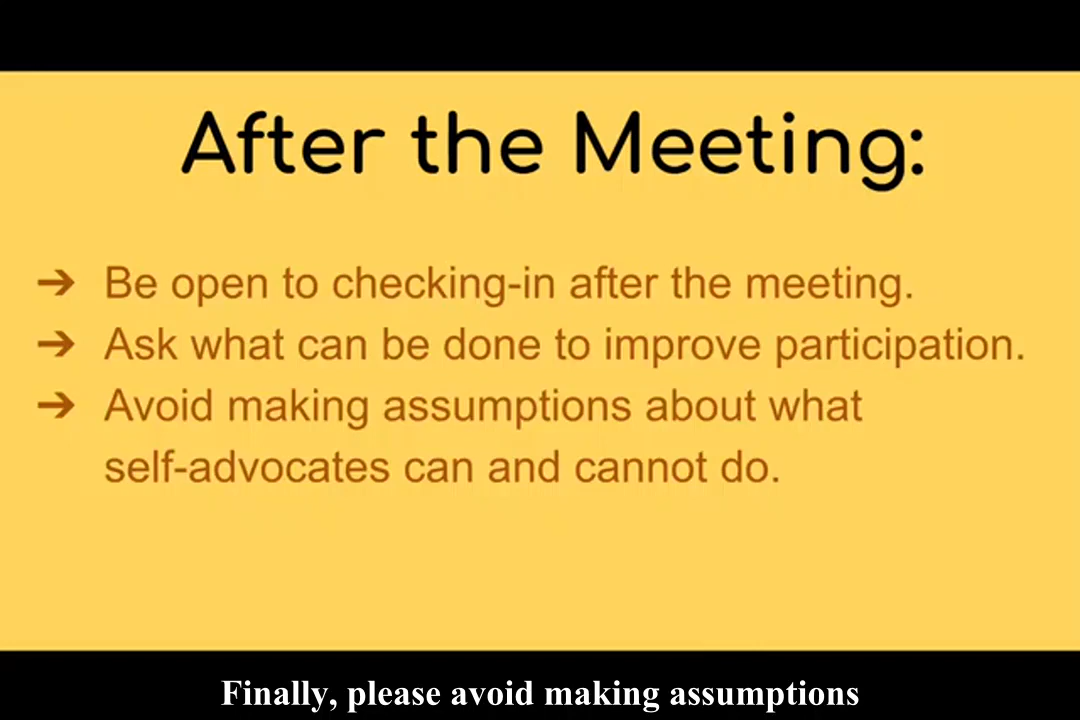 After the Meeting:
➔ Be open to checking-in after the meeting.
➔ Ask what can be done to improve participation.
➔ Avoid making assumptions about what
self-advocates can and cannot do.
Finally, please avoid making assumptions